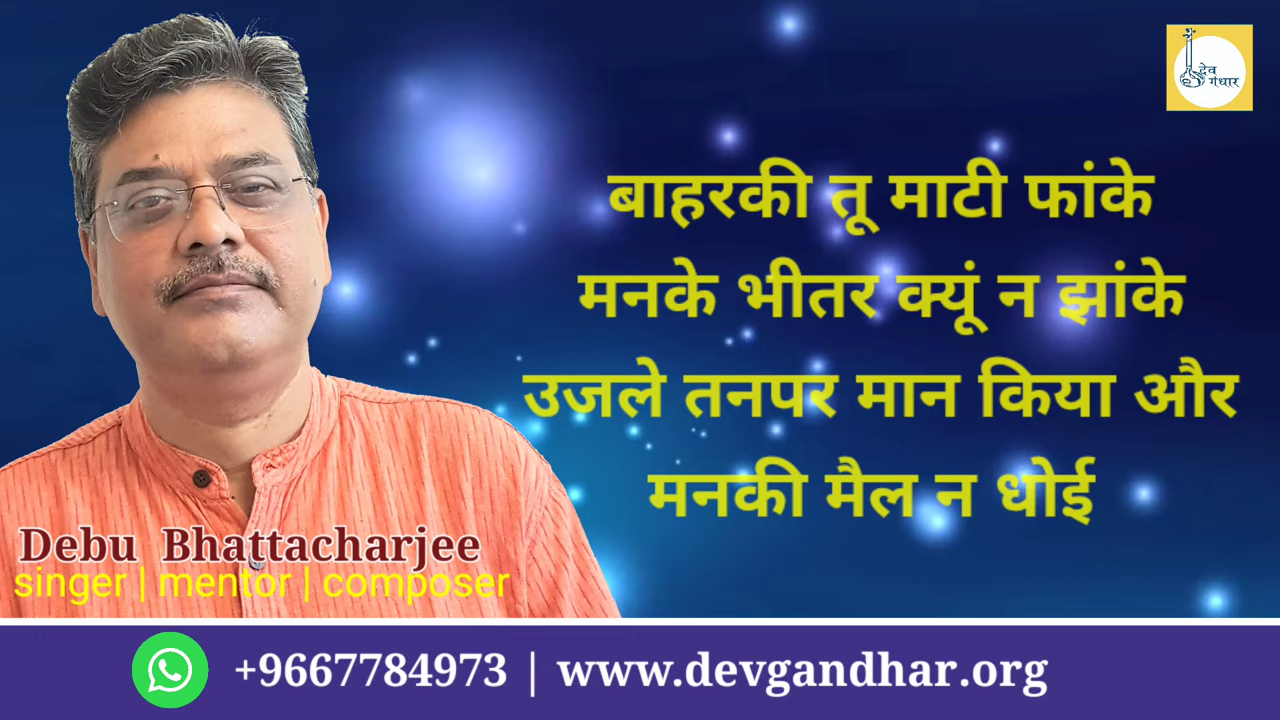 देव
गंधार
बाहरकी तू माटी फांके
मनके भीतर क्यूं न झांके
उजले तनपर मान किया और
मनकी मैल न धोई
Debu Bhattacharjee
singer | mentor | composer
+9667784973 | www.devgandhar.org